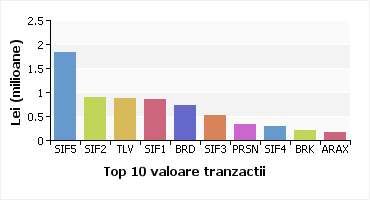 2.5
2
1.5
1
0.5
0
Lei (milioane)
SIF5 SIF2 TLV SIF1 BRD SIF3 PRSN SIF4 BRK ARAX
Top 10 valoare tranzactii